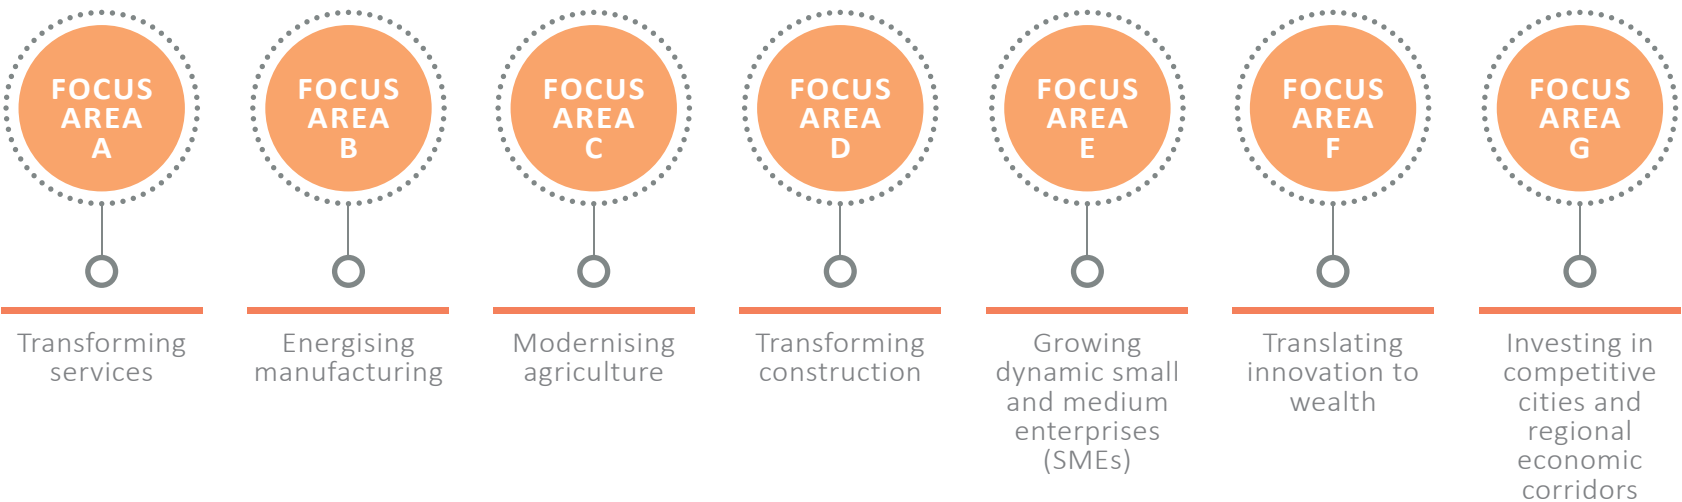 FOCUS
AREA
A
FOCUS
AREA
B
FOCUS
AREA
C
FOCUS
AREA
D
FOCUS
AREA
E
FOCUS
AREA
F
FOCUS
AREA
G
Transforming
services
Energising
manufacturing
Modernising
agriculture
Transforming
construction
Growing
dynamic small
and medium
enterprises
(SMEs)
Translating
innovation to
wealth
Investing in
competitive
cities and
regional
economic
corridors